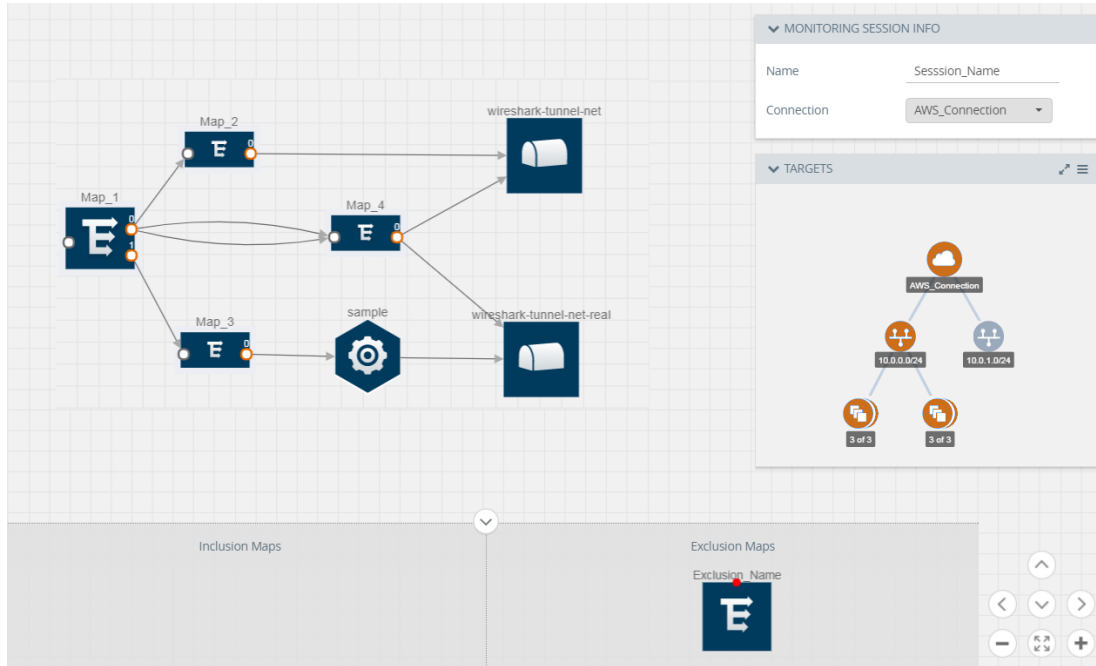 MONITORING SESSION INFO
Name Sesssion_Name
Connection AWS_Connection
TARGETS
AWS_Connection
10.0.0.0/24 10.0.1.0/24
3 of 3 3 of 3
wireshark-tunnel-net
Map_2
0
Map_1
0
1
Map_4
0
Map_3
0
sample
wireshark-tunnel-net-real
Inclusion Maps
Exclusion Maps
Exclusion_Name